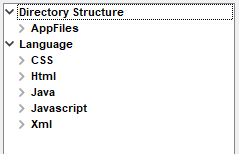 Directory Structure
AppFiles
Language
CSS
Html
Java
Javascript
Xml